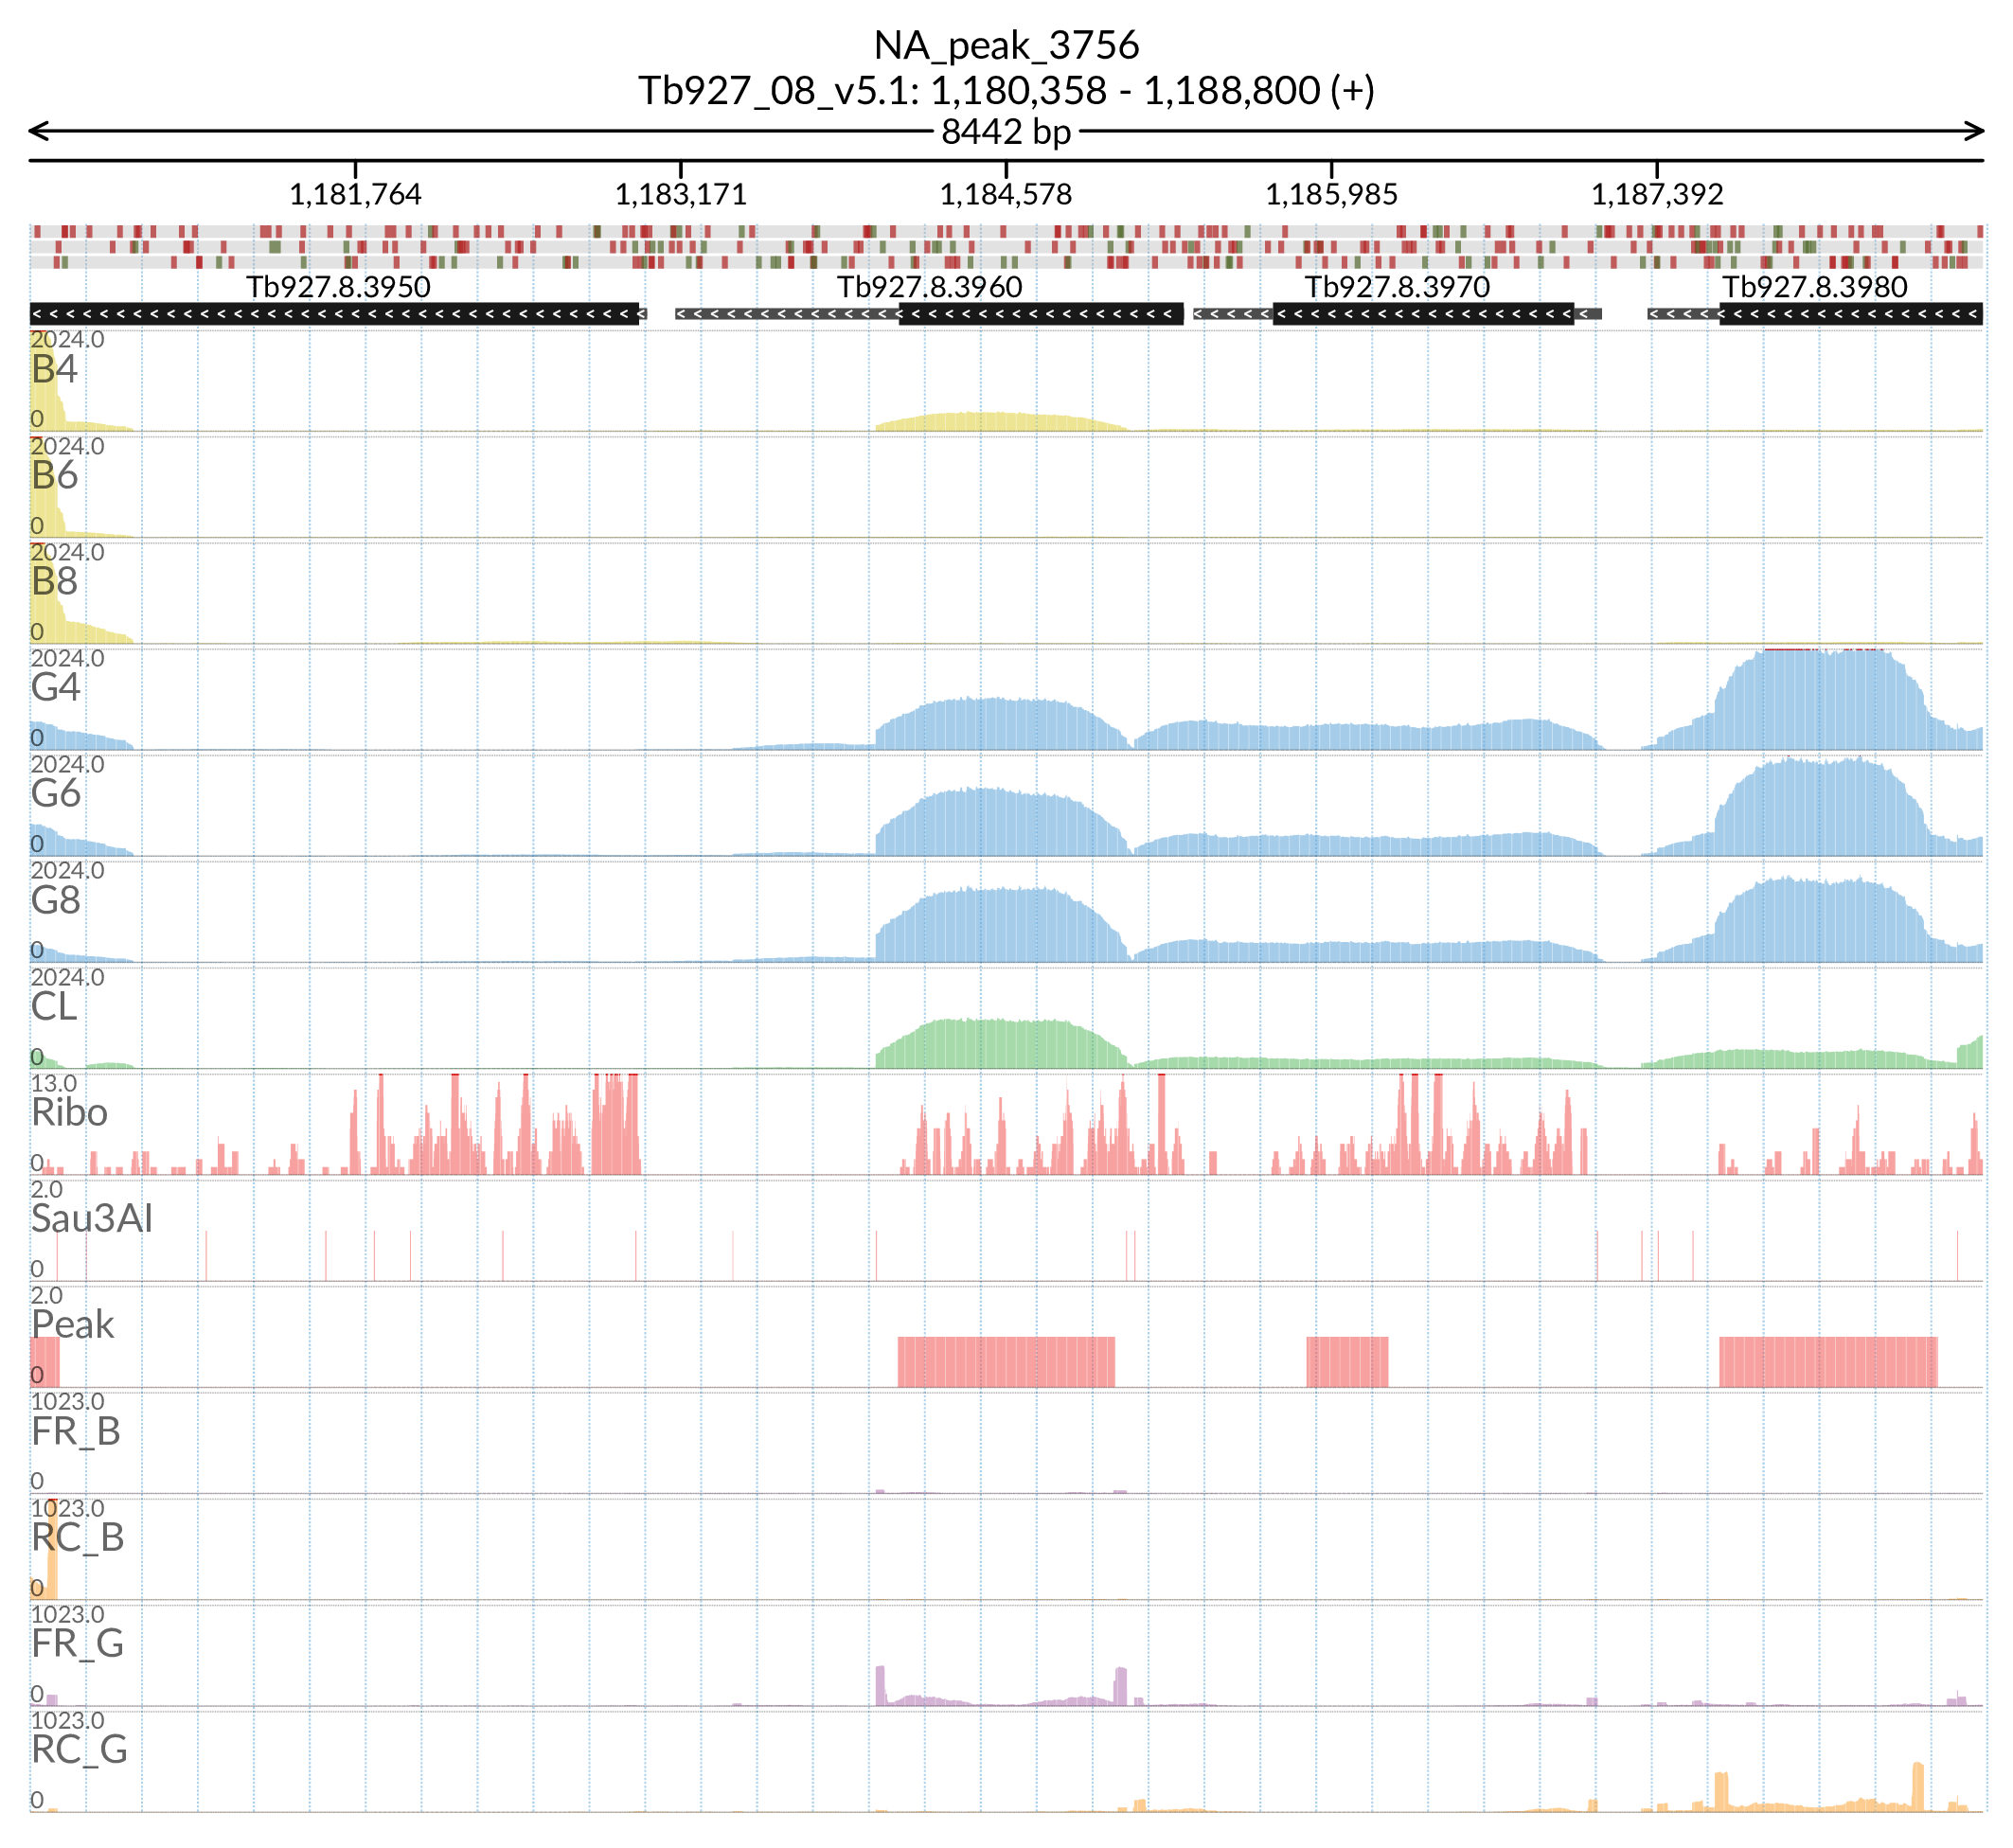 NA_peak_3756
Tb927_08_v5.1: 1,180,358 - 1,188,800 (+)
8442 bp
1,181,764 1,183,171 1,184,578 1,185,985 1,187,392
Tb927.8.3950 Tb927.8.3960 Tb927.8.3970 Tb927.8.3980
2024.0
B4
0
2024.0
B6
0
2024.0
B8
0
2024.0
G4
0
2024.0
G6
0
2024.0
G8
0
2024.0
CL
0
13.0
Ribo
0
2.0
Sau3AI
0
2.0
Peak
0
1023.0
FR_B
0
1023.0
RC_B
0
1023.0
FR_G
0
1023.0
RC_G
0